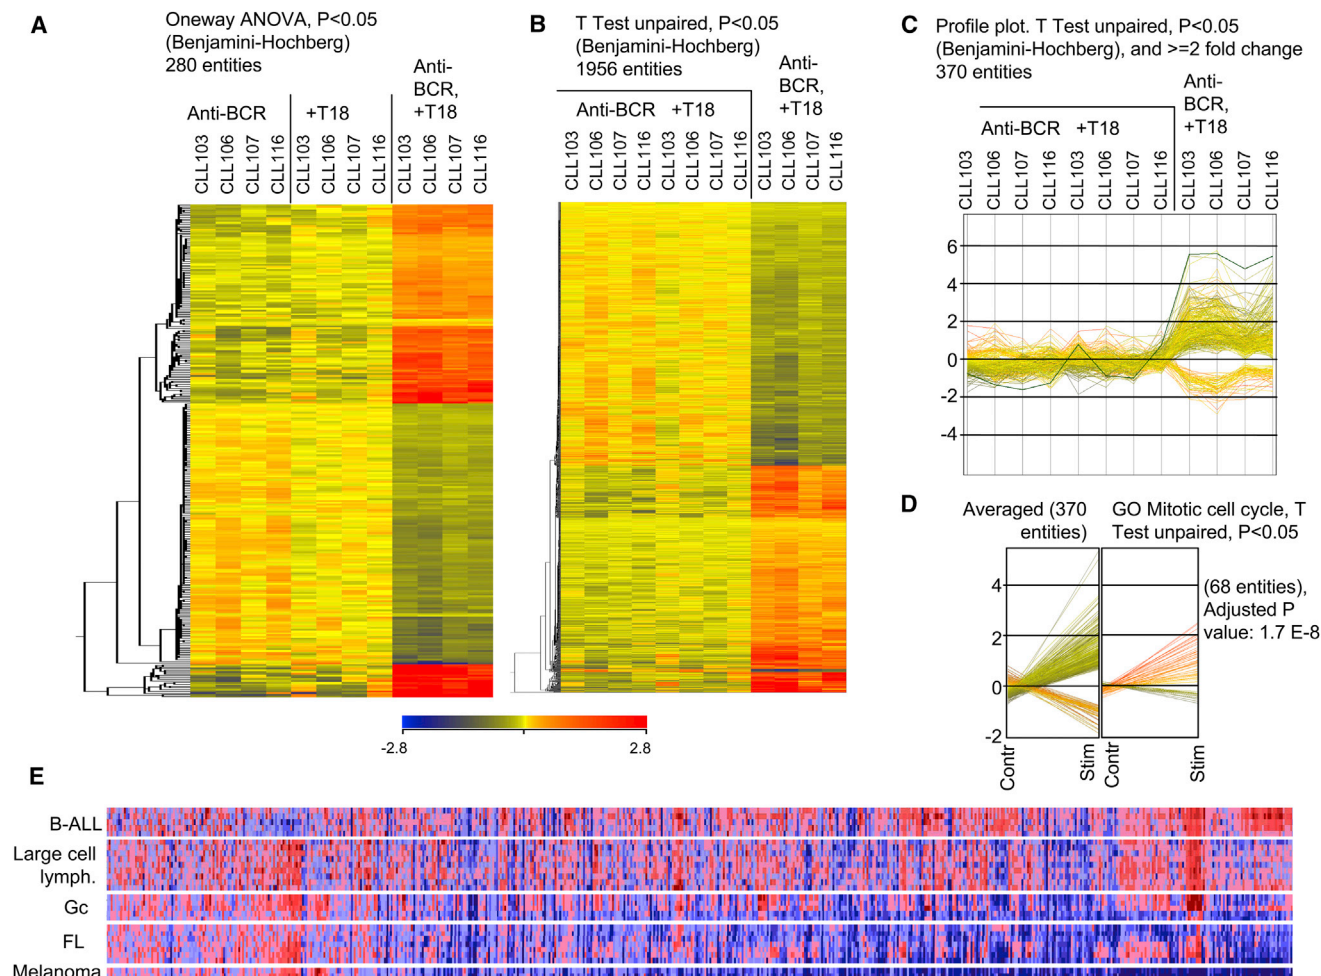 A
Oneway ANOVA, P<0.05
(Benjamini-Hochberg)
280 entities
Anti-BCR
+T18
Anti-
BCR,
+T18
CLL103 CLL106 CLL107 CLL116 CLL103 CLL106 CLL107 CLL116 CLL103 CLL106 CLL107 CLL116
B
T Test unpaired, P<0.05
(Benjamini-Hochberg)
1956 entities
Anti-BCR +T18
Anti-
BCR,
+T18
CLL103 CLL106 CLL107 CLL116 CLL103 CLL106 CLL107 CLL116 CLL103 CLL106 CLL107 CLL116
-2.8 2.8
C
Profile plot. T Test unpaired, P<0.05
(Benjamini-Hochberg), and >=2 fold change
370 entities
Anti-
BCR,
+T18
Anti-BCR +T18
CLL103 CLL106 CLL107 CLL116 CLL103 CLL106 CLL107 CLL116 CLL103 CLL106 CLL107 CLL116
6
4
2
0
-2
-4
D
Averaged (370
entities)
GO Mitotic cell cycle, T
Test unpaired, P<0.05
(68 entities),
Adjusted P
value: 1.7 E-8
4
2
0
-2
Contr Stim Contr Stim
E
B-ALL
Large cell
lymph.
Gc
FL
Melanoma